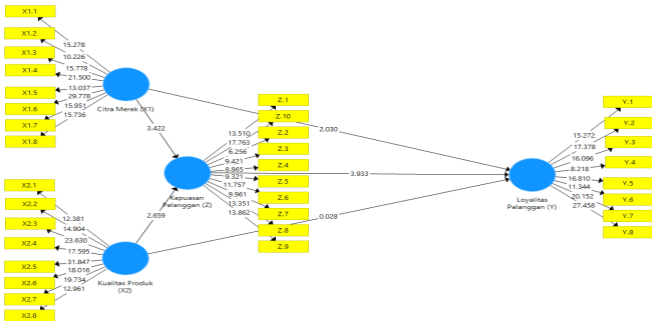 X1.1
X1.2
X1.3
X1.4
X1.5
X1.6
X1.7
X1.8
15.278
10.226
15.778
21.500
13.037
29.778
15.951
15.736
Citra Merek (X1)
3.422
X2.1
X2.2
X2.3
X2.4
X2.5
X2.6
X2.7
X2.8
12.381
14.904
23.630
17.595
31.847
18.016
19.734
12.961
Kualitas Produk
(X2)
2.659
Kepuasan
Pelanggan (Z)
13.510
17.763
6.256
9.421
8.865
9.321
11.757
9.961
13.351
13.862
Z.1
Z.10
Z.2
Z.3
Z.4
Z.5
Z.6
Z.7
Z.8
Z.9
2.030
3.933
0.028
Loyalitas
Pelanggan (Y)
15.272
17.378
16.096
8.218
16.810
11.344
20.152
27.458
Y.1
Y.2
Y.3
Y.4
Y.5
Y.6
Y.7
Y.8